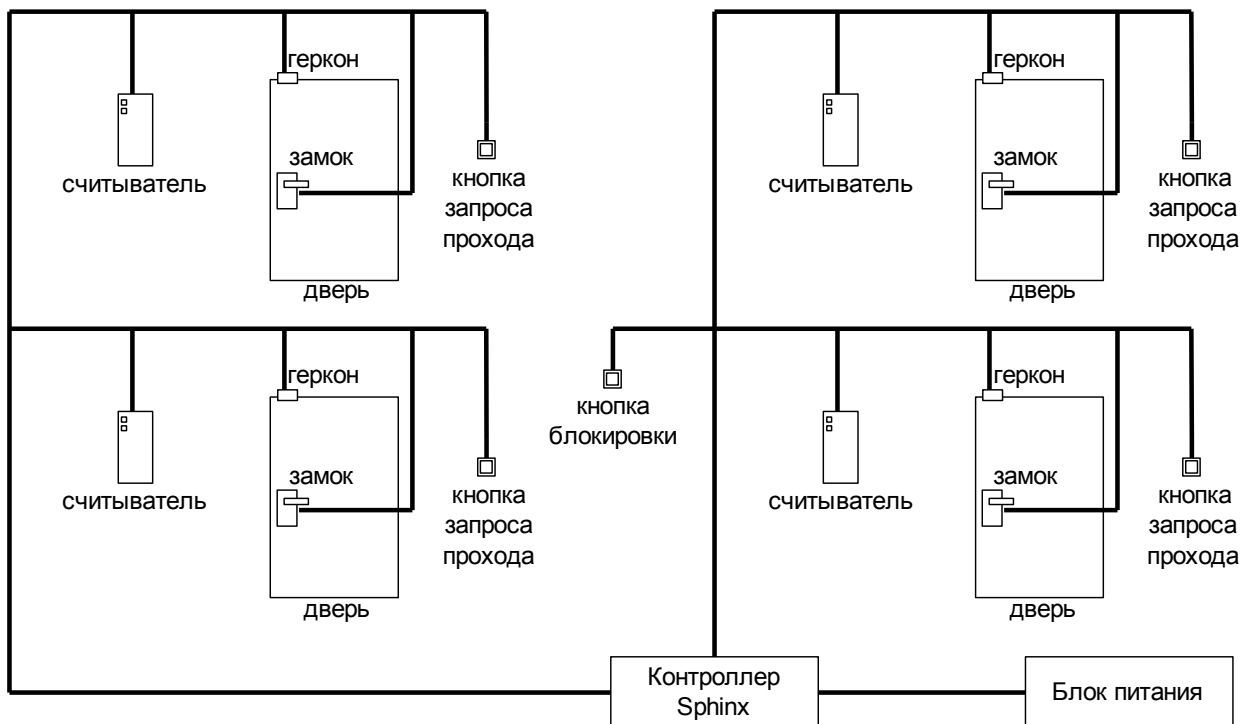 геркон
замок
считыватель
кнопка
запроса
прохода
дверь
геркон
замок
считыватель
кнопка
запроса
прохода
дверь
геркон
замок
считыватель
кнопка
запроса
прохода
дверь
кнопка
блокировки
геркон
замок
считыватель
кнопка
запроса
прохода
дверь
Контроллер
Sphinx
Блок питания